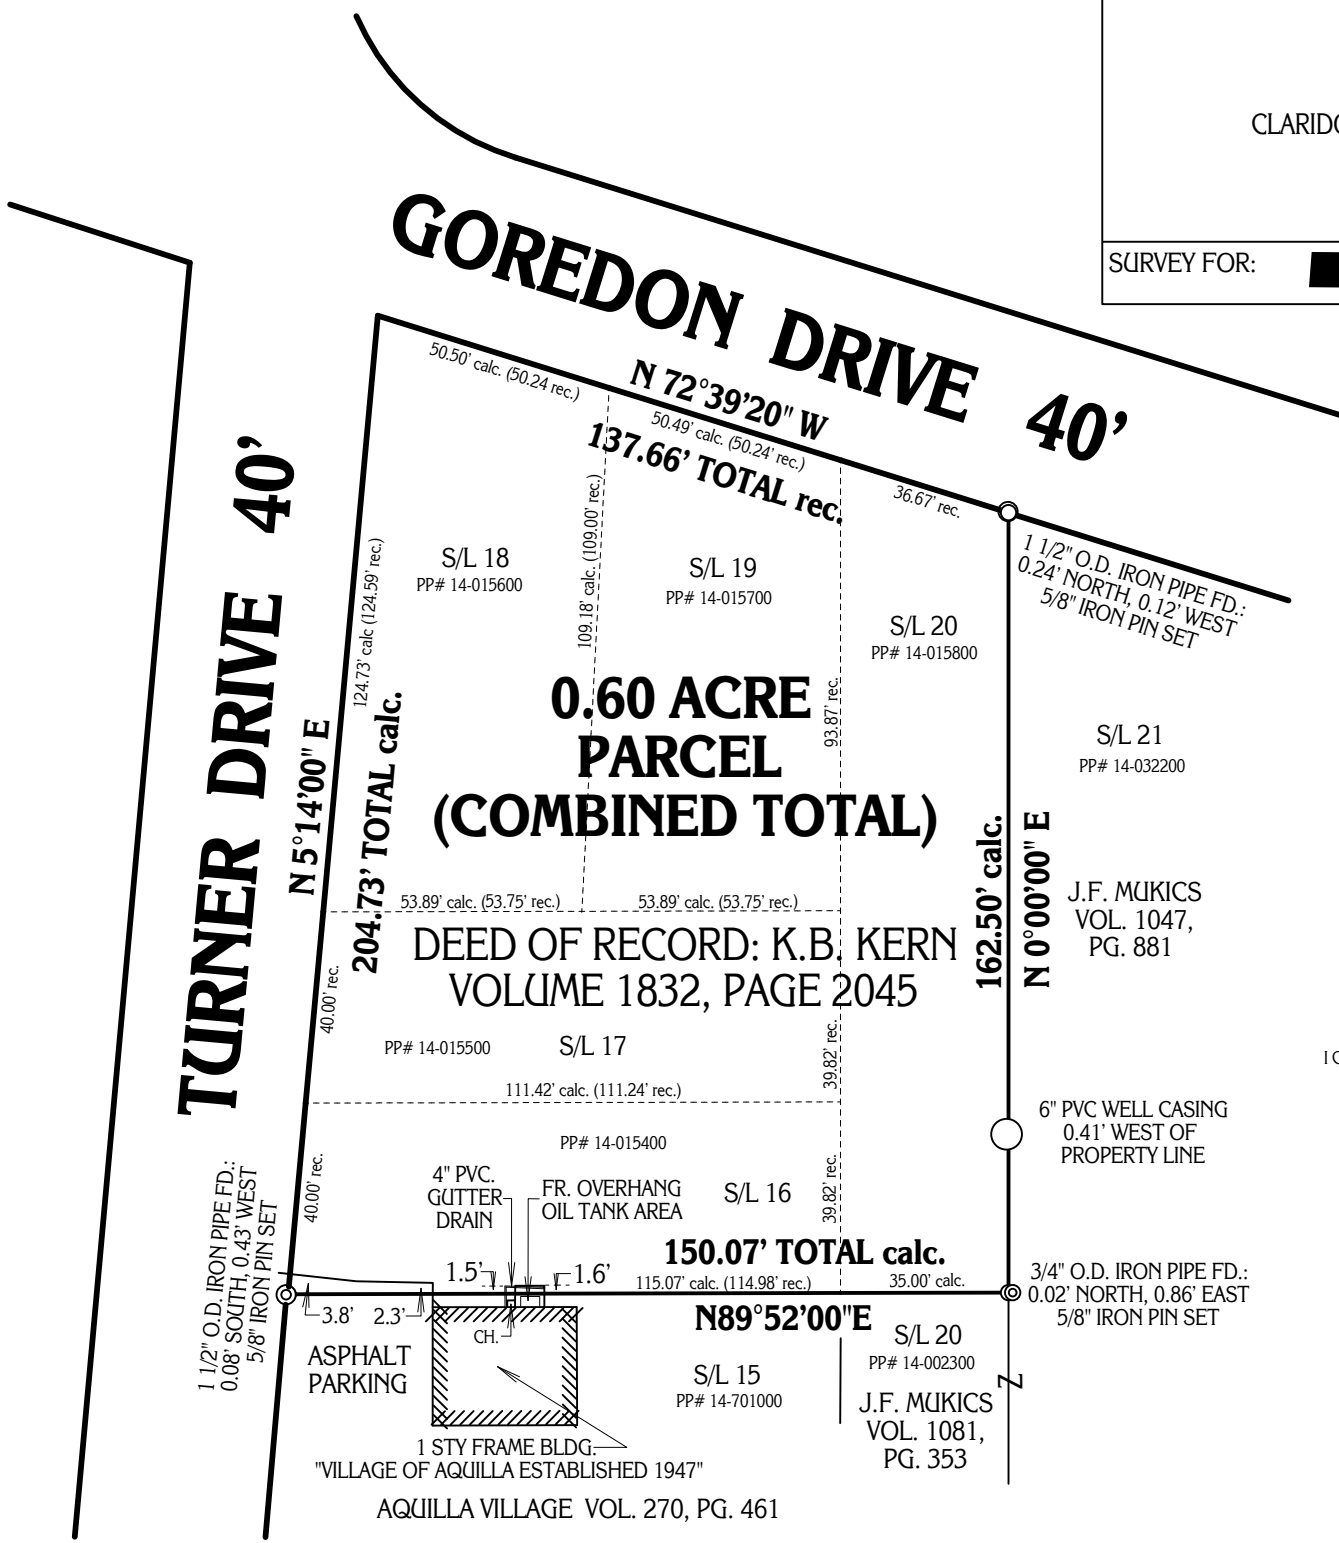 CLARIDO
SURVEY FOR:
GOREDON DRIVE 40'
50.50' calc. (50.24 rec.)
N 72°39'20" W
50.49' calc. (50.24' rec.)
137.66' TOTAL rec.
36.67' rec.
1 1/2" O.D. IRON PIPE FD.:
0.24' NORTH, 0.12' WEST
5/8" IRON PIN SET
TURNER DRIVE 40'
N 5°14'00" E
124.73' calc (124.59' rec.)
204.73' TOTAL calc.
S/L 18
PP# 14-015600
109.18' calc. (109.00' rec.)
S/L 19
PP# 14-015700
S/L 20
PP# 14-015800
93.87' rec.
0.60 ACRE
PARCEL
(COMBINED TOTAL)
S/L 21
PP# 14-032200
162.50' calc.
N 0°00'00" E
J.F. MUKICS
VOL. 1047,
PG. 881
53.89' calc. (53.75' rec.)
53.89' calc. (53.75' rec.)
DEED OF RECORD: K.B. KERN
VOLUME 1832, PAGE 2045
40.00' rec.
PP# 14-015500
S/L 17
39.82' rec.
I C
111.42' calc. (111.24' rec.)
6" PVC WELL CASING
0.41' WEST OF
PROPERTY LINE
PP# 14-015400
40.00' rec.
4" PVC.
GUTTER
DRAIN
FR. OVERHANG
OIL TANK AREA
S/L 16
39.82' rec.
1 1/2" O.D. IRON PIPE FD.:
0.08' SOUTH, 0.43' WEST
5/8" IRON PIN SET
150.07' TOTAL calc.
1.5'
1.6'
115.07' calc. (114.98' rec.)
35.00' calc.
3/4" O.D. IRON PIPE FD.:
0.02' NORTH, 0.86' EAST
5/8" IRON PIN SET
3.8'
2.3'
N89°52'00"E
CH.
ASPHALT
PARKING
S/L 15
PP# 14-701000
S/L 20
PP# 14-002300
Z
J.F. MUKICS
VOL. 1081,
PG. 353
1 STY FRAME BLDG.
"VILLAGE OF AQUILLA ESTABLISHED 1947"
AQUILLA VILLAGE VOL. 270, PG. 461